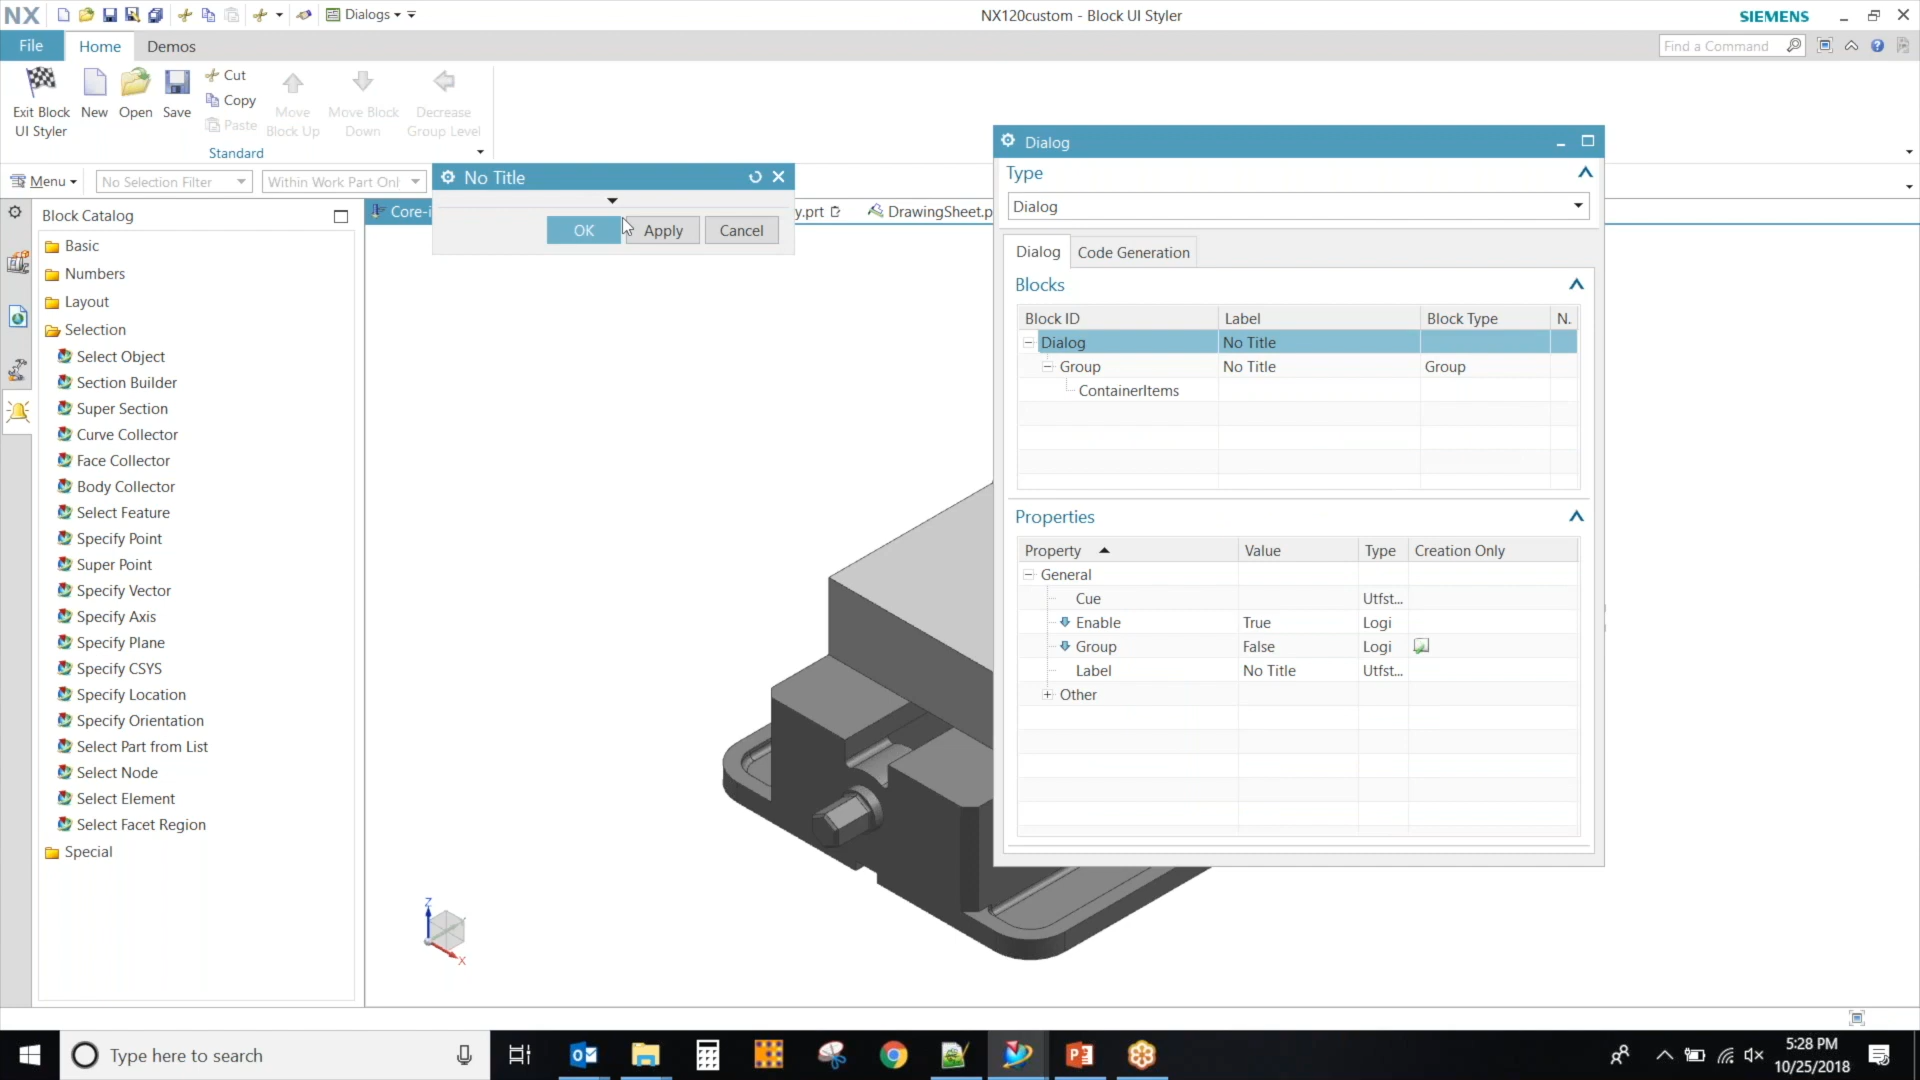 NX
Dialogs
NX120custom - Block UI Styler
SIEMENS
File
Home
Demos
Find a Command
Exit Block
UI Styler
New
Open
Save
Cut
Copy
Paste
Move
Block Up
Move Block
Down
Decrease
Group Level
Standard
Menu
No Selection Filter
Within Work Part Onl
No Title
OK
Apply
Cancel
Core-i
y.prt
DrawingSheet.p
Block Catalog
Basic
Numbers
Layout
Selection
Select Object
Section Builder
Super Section
Curve Collector
Face Collector
Body Collector
Select Feature
Specify Point
Super Point
Specify Vector
Specify Axis
Specify Plane
Specify CSYS
Specify Location
Specify Orientation
Select Part from List
Select Node
Select Element
Select Facet Region
Special
Dialog
Type
Dialog
Dialog
Code Generation
Blocks
Block ID Label Block Type N.
Dialog No Title
Group No Title Group
ContainerItems
Properties
Property Value Type Creation Only
General
Cue Utfst...
Enable True Logi
Group False Logi
Label No Title Utfst...
Other
Z
X
Type here to search
5:28 PM
10/25/2018